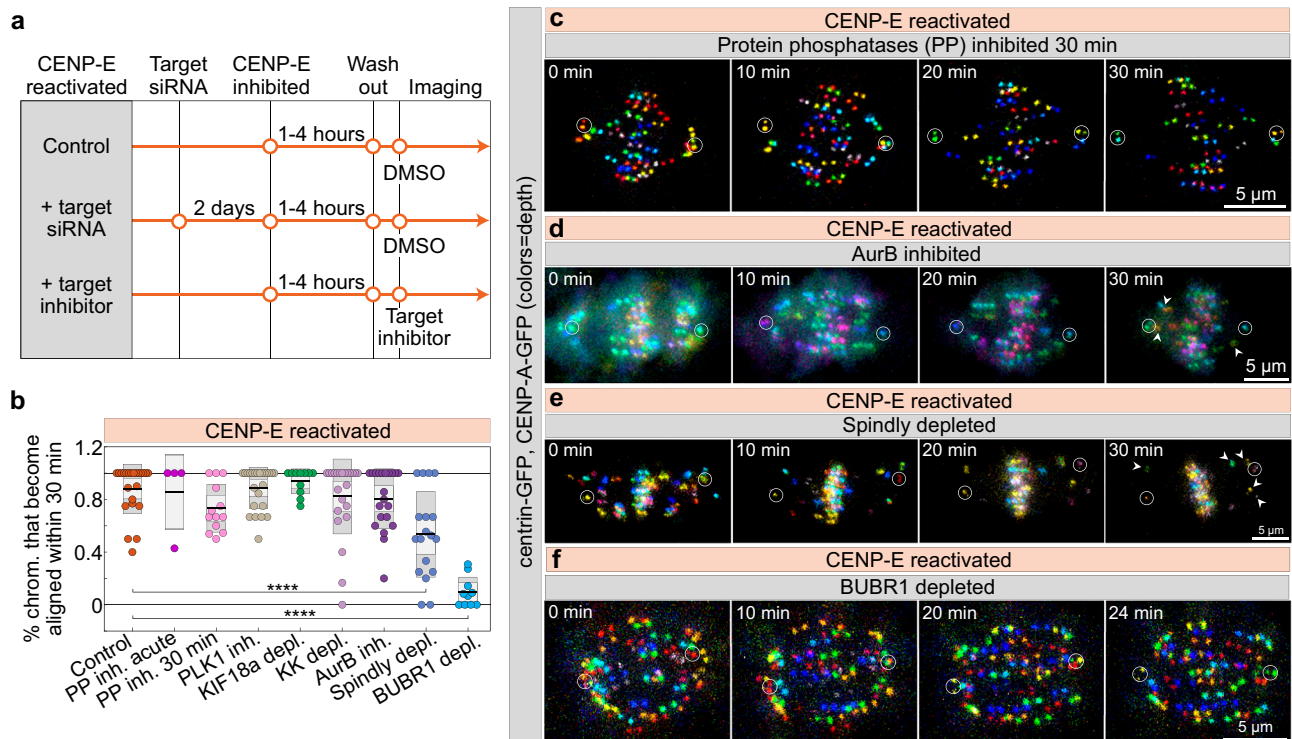 a
CENP-E
reactivated
Target
siRNA
CENP-E
inhibited
Wash
out
Imaging
Control
1-4 hours
DMSO
+ target
siRNA
2 days
1-4 hours
DMSO
+ target
inhibitor
1-4 hours
Target
inhibitor
b
CENP-E reactivated
% chrom. that become
aligned within 30 min
1.2
0.8
0.4
0
****
****
Control
PP inh. acute
PP inh. 30 min
PLK1 inh.
KIF18a depl.
KK depl.
AurB inh.
Spindly depl.
BUBR1 depl.
centrin-GFP, CENP-A-GFP (colors=depth)
c
CENP-E reactivated
Protein phosphatases (PP) inhibited 30 min
0 min
10 min
20 min
30 min
5 µm
d
CENP-E reactivated
AurB inhibited
0 min
10 min
20 min
30 min
5 µm
e
CENP-E reactivated
Spindly depleted
0 min
10 min
20 min
30 min
5 µm
f
CENP-E reactivated
BUBR1 depleted
0 min
10 min
20 min
24 min
5 µm